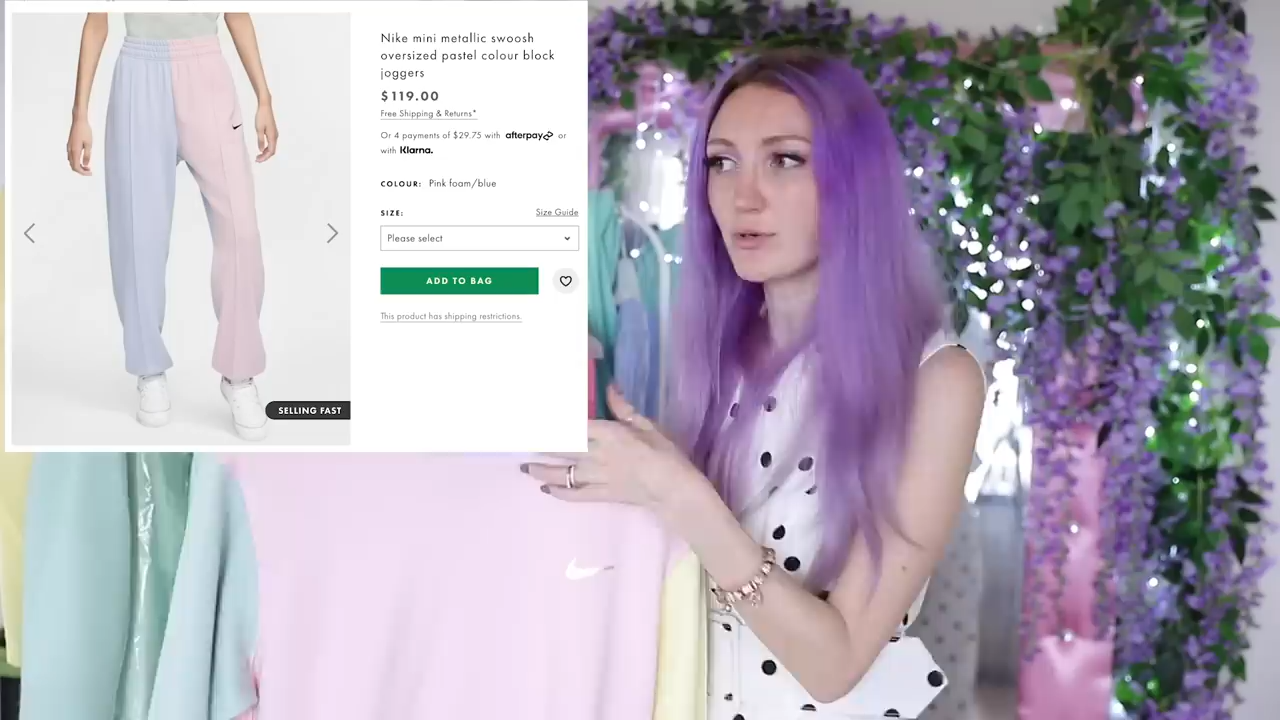 Nike mini metallic swoosh
oversized pastel colour block
joggers
$119.00
Free Shipping & Returns*
Or 4 payments of $29.75 with afterpay or
with Klarna.
COLOUR: Pink foam/blue
SIZE: Size Guide
Please select
ADD TO BAG
This product has shipping restrictions.
SELLING FAST